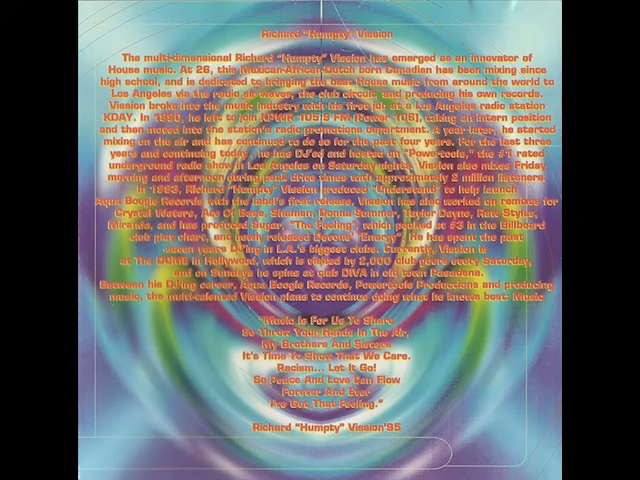 Richard "Humpty" Vission
The multi-dimensional Richard "Humpty" Vission has emerged as an innovator of
House music. At 26, this Mexican-African-Dutch born Canadian has been mixing since
high school, and is dedicated to bringing the best House music from around the world to
Los Angeles via the radio air waves, the club circuit, and producing his own records.
Vission broke into the music industry with his first job at a Los Angeles radio station
KDAY. In 1990, he left to join KPWR 105.9 FM (Power 106), taking an intern position
and then moved into the station's radio promotions department. A year later, he started
mixing on the air and has continued to do so for the past four years. For the last three
years and continuing today, he has DJ'ed and hosted on "Powertools," the #1 rated
underground radio show in Los Angeles on Saturday nights. Vission also mixes Friday
morning and afternoon during peak drive times with approximately 2 million listeners.
In 1993, Richard "Humpty" Vission produced "Understand" to help launch
Aqua Boogie Records with the label's first release. Vission has also worked on remixes for
Crystal Waters, Ace Of Base, Shamen, Donna Summer, Taylor Dayne, Raw Stylus,
Miranda, and has produced Sugar, "The Feeling", which peaked at #3 in the Billboard
club play chart, and newly released Devoné "Energy". He has spent the past
seven years DJ'ing in L.A.'s biggest clubs. Currently, Vission is
at The DOME in Hollywood, which is visited by 2,000 club goers every Saturday,
and on Sundays he spins at club DWA in old town Pasadena.
Between his DJ'ing career, Aqua Boogie Records, Powertools Productions and producing
music, the multi-talented Vission plans to continue doing what he knows best: Music
"Music Is For Us To Share
So Throw Your Hands In The Air,
My Brothers And Sisters
It's Time To Show That We Care.
Racism... Let It Go!
So Peace And Love Can Flow
Forever And Ever
I've Got That Feeling."
Richard "Humpty" Vission'95